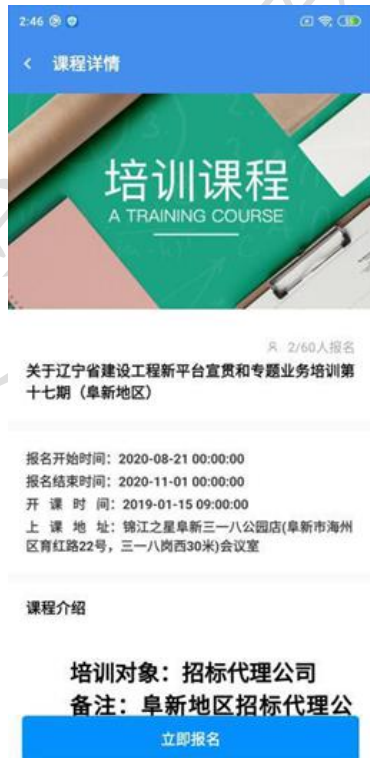 2:46
课程详情
培训课程
A TRAINING COURSE
2/60人报名
关于辽宁省建设工程新平台宣贯和专题业务培训第
十七期（阜新地区）
报名开始时间：2020-08-21 00:00:00
报名结束时间：2020-11-01 00:00:00
开 课 时 间：2019-01-15 09:00:00
上 课 地 址：锦江之星阜新三一八公园店(阜新市海州
区育红路22号，三一八岗西30米)会议室
课程介绍
培训对象：招标代理公司
备注：阜新地区招标代理公
立即报名